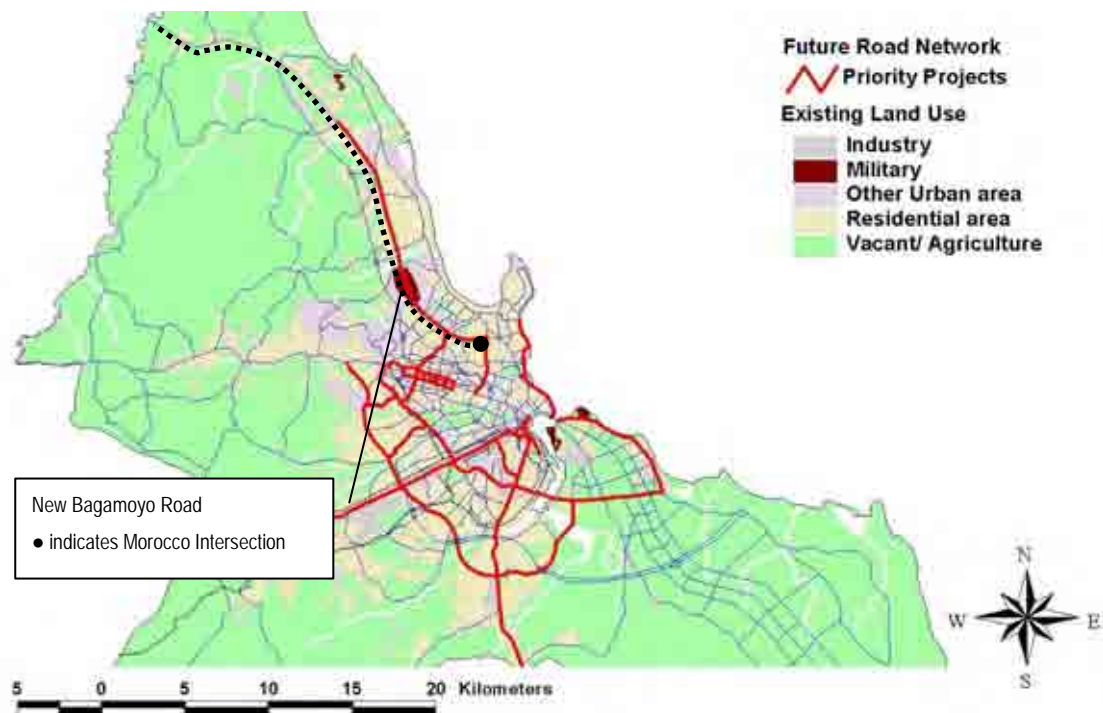 Future Road Network
Priority Projects
Existing Land Use
Industry
Military
Other Urban area
Residential area
Vacant/ Agriculture
New Bagamoyo Road
● indicates Morocco Intersection
N
W E
S
5 0 5 10 15 20 Kilometers